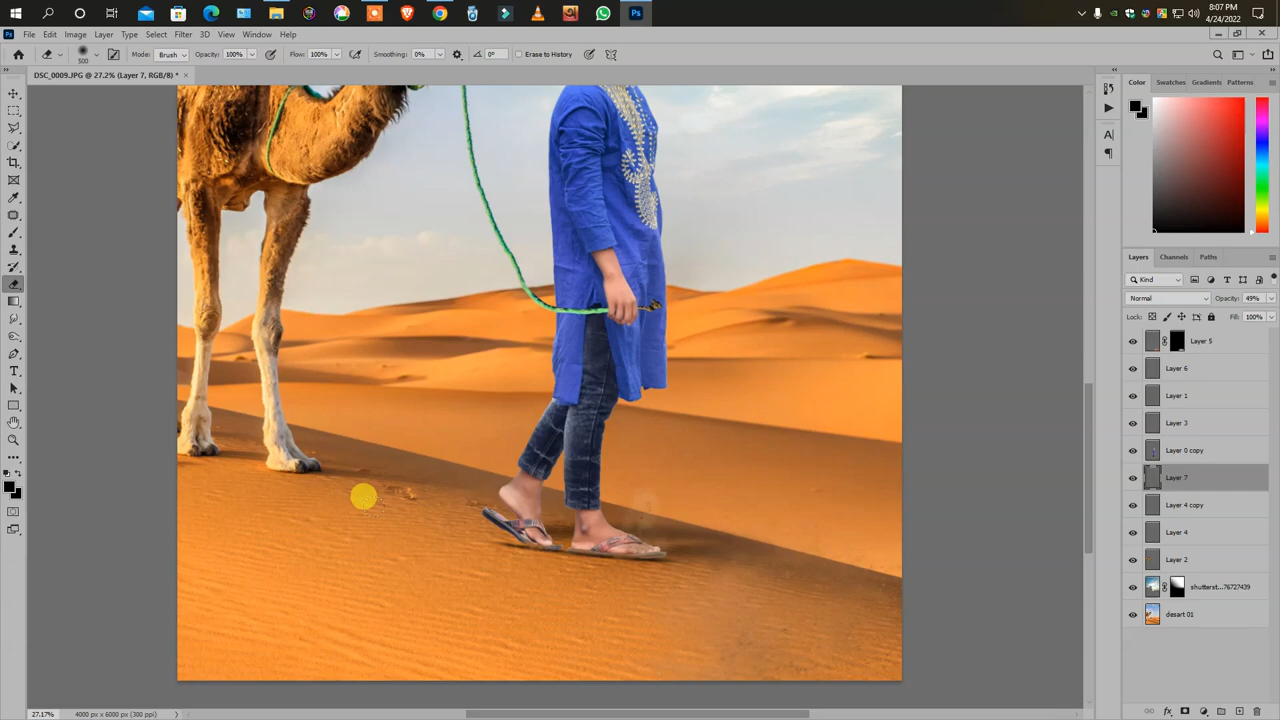 8:07 PM
4/24/2022
File Edit Image Layer Type Select Filter 3D View Window Help
500 Mode: Brush Opacity: 100% Flow: 100% Smoothing: 0% 0° Erase to History
DSC_0009.JPG @ 27.2% (Layer 7, RGB/8) * ×
Color Swatches Gradients Patterns
Layers Channels Paths
Kind
Normal Opacity: 49%
Lock: Fill: 100%
Layer 5
Layer 6
Layer 1
Layer 3
Layer 0 copy
Layer 7
Layer 4 copy
Layer 4
Layer 2
shutterst...76727439
desart 01
27.17% 4000 px x 6000 px (300 ppi)